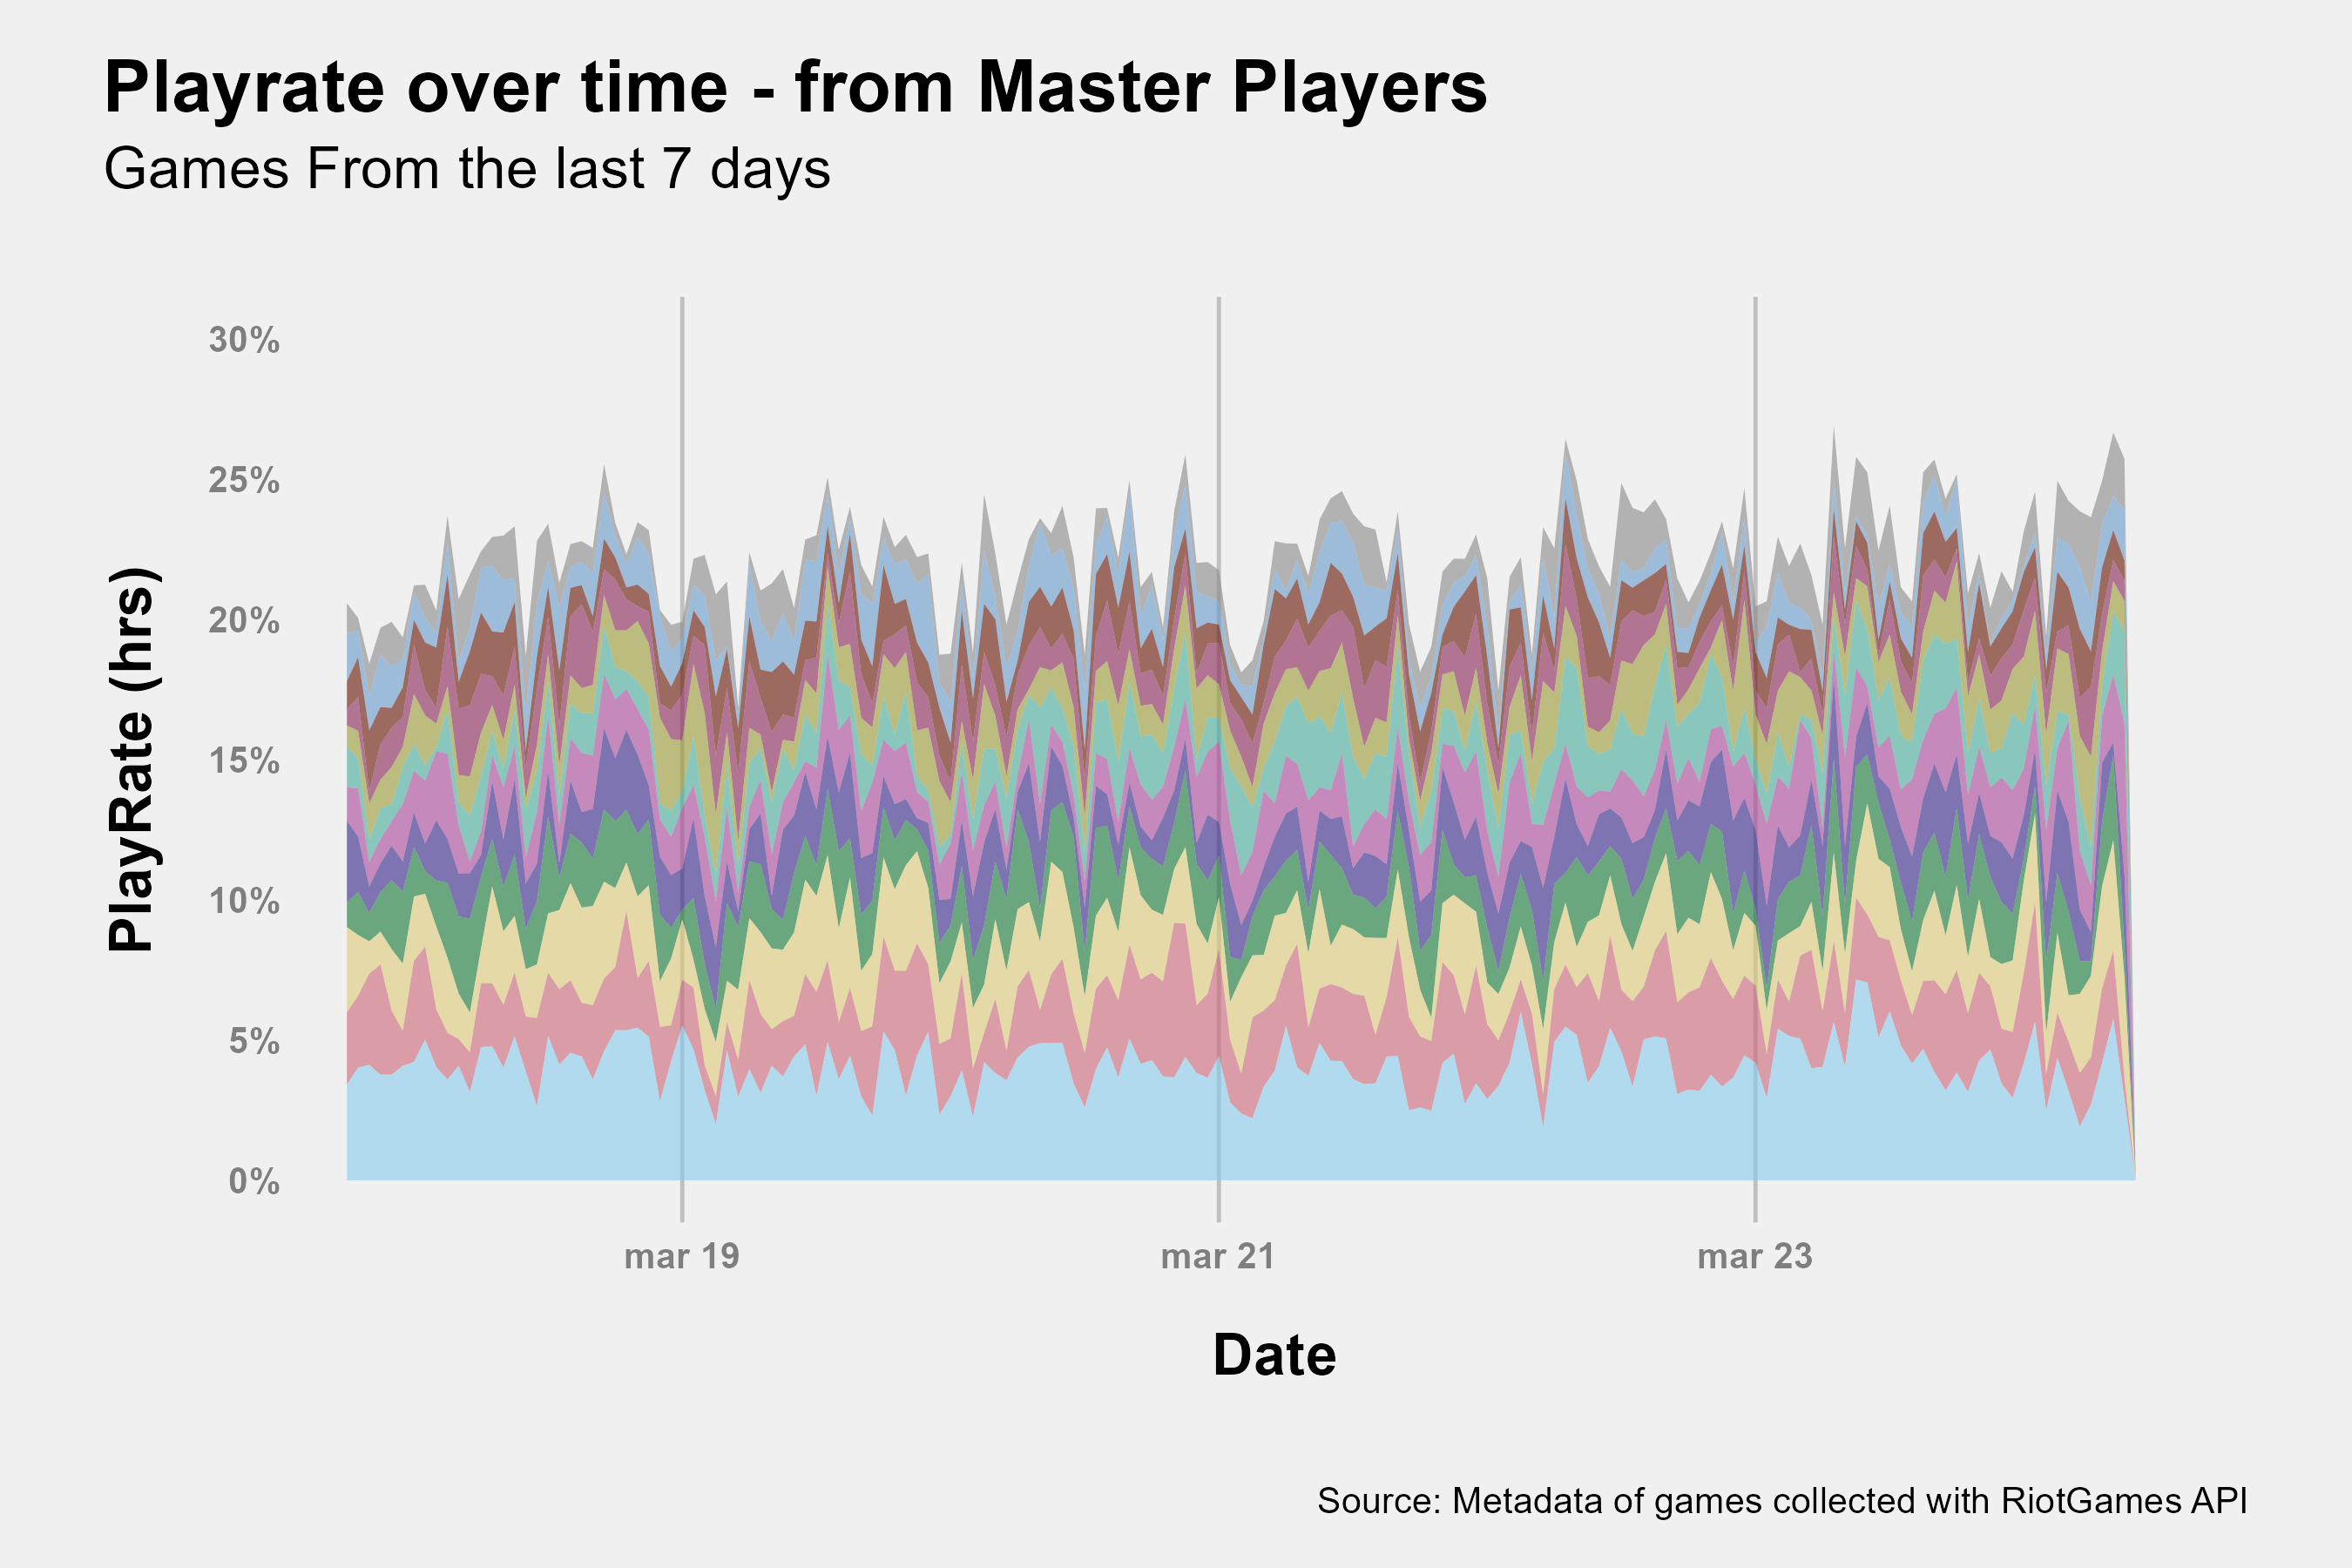 Playrate over time - from Master Players
Games From the last 7 days
30%
25%
20%
15%
10%
5%
0%
PlayRate (hrs)
mar 19
mar 21
mar 23
Date
Source: Metadata of games collected with RiotGames API